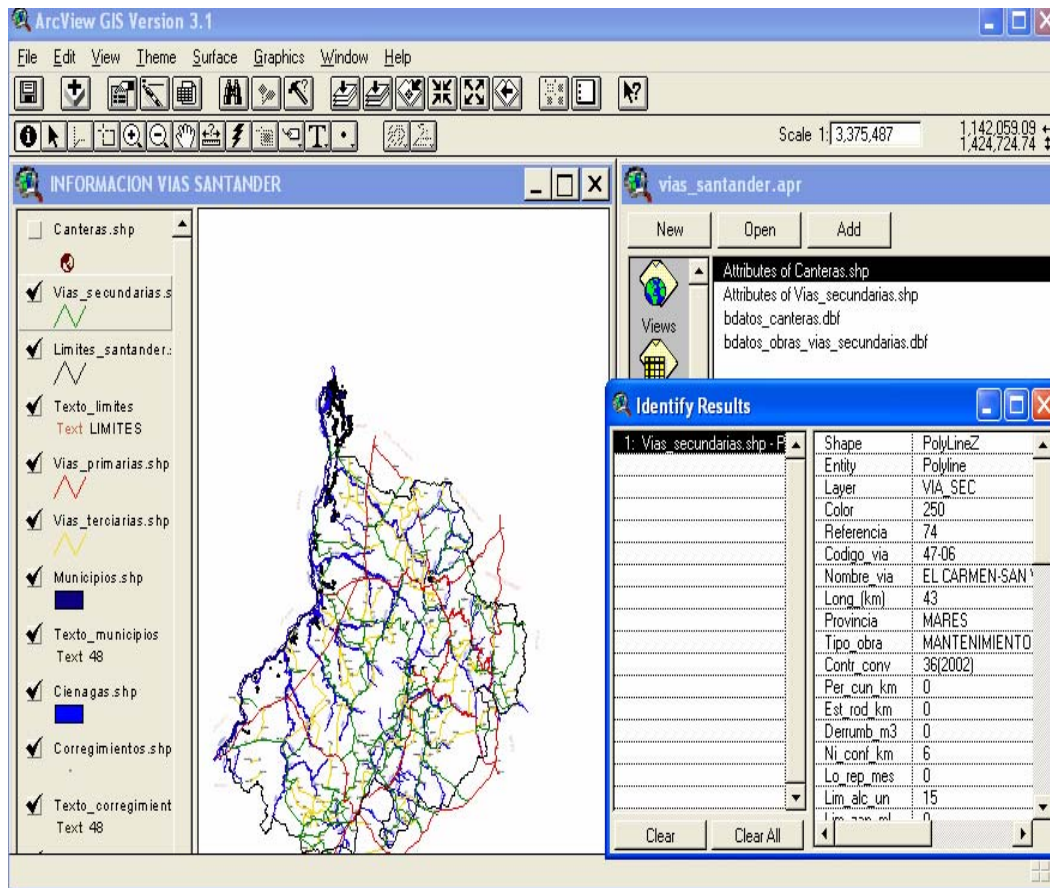 ArcView GIS Version 3.1
File Edit View Theme Surface Graphics Window Help
Scale 1: 3,375,487
1,142,059.09
1,424,724.74
INFORMACION VIAS SANTANDER
Canteras.shp
Vias_secundarias.s
Limites_santander.:
Texto_limites
Text LIMITES
Vias_primarias.shp
Vias_terciarias.shp
Municipios.shp
Texto_municipios
Text 48
Cienagas.shp
Corregimientos.shp
Texto_corregimient
Text 48
vias_santander.apr
New Open Add
Views
Attributes of Canteras.shp
Attributes of Vias_secundarias.shp
bdatos_canteras.dbf
bdatos_obras_vias_secundarias.dbf
Identify Results
1: Vias_secundarias.shp - P
Shape PolyLineZ
Entity Polyline
Layer VIA_SEC
Color 250
Referencia 74
Codigo_via 47-06
Nombre_via EL CARMEN-SAN
Long_(km) 43
Provincia MARES
Tipo_obra MANTENIMIENTO
Contr_conv 36(2002)
Per_cun_km 0
Est_rod_km 0
Derrumb_m3 0
Ni_conf_km 6
Lo_rep_mes 0
Lim_alc_un 15
Clear Clear All